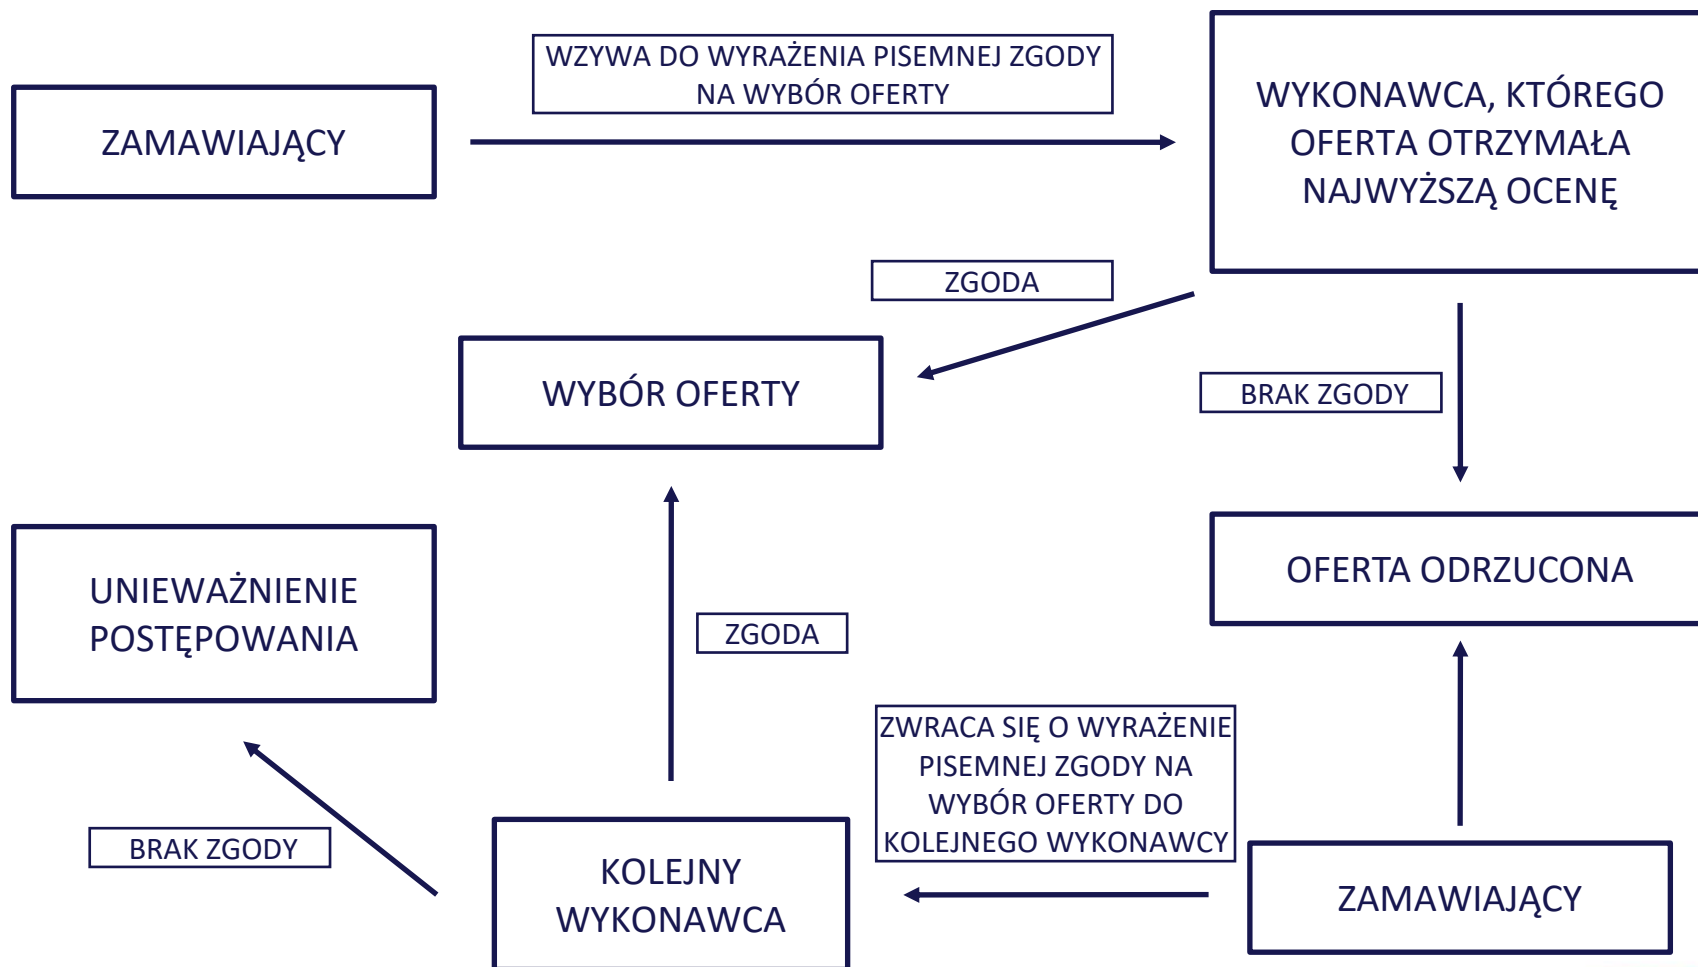 WZYWA DO WYRAŻENIA PISEMNEJ ZGODY
NA WYBÓR OFERTY
ZAMAWIAJĄCY
WYKONAWCA, KTÓREGO
OFERTA OTRZYMAŁA
NAJWYŻSZĄ OCENĘ
ZGODA
WYBÓR OFERTY
BRAK ZGODY
OFERTA ODRZUCONA
UNIEWAŻNIENIE
POSTĘPOWANIA
ZGODA
ZWRACA SIĘ O WYRAŻENIE
PISEMNEJ ZGODY NA
WYBÓR OFERTY DO
KOLEJNEGO WYKONAWCY
BRAK ZGODY
KOLEJNY
WYKONAWCA
ZAMAWIAJĄCY